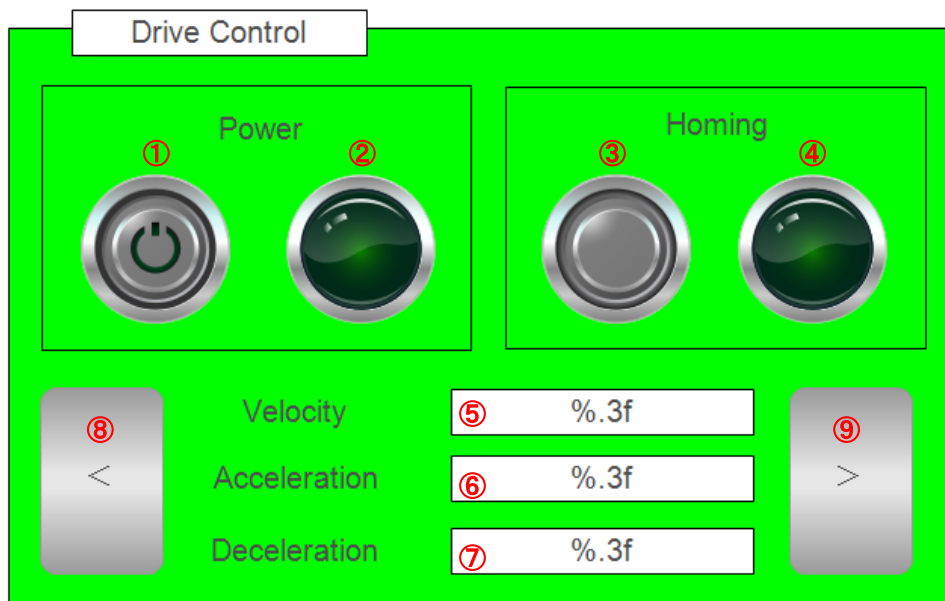 Drive Control
Power
Homing
① ② ③ ④
Velocity ⑤ %.3f
⑧ ⑨
< >
Acceleration ⑥ %.3f
Deceleration ⑦ %.3f